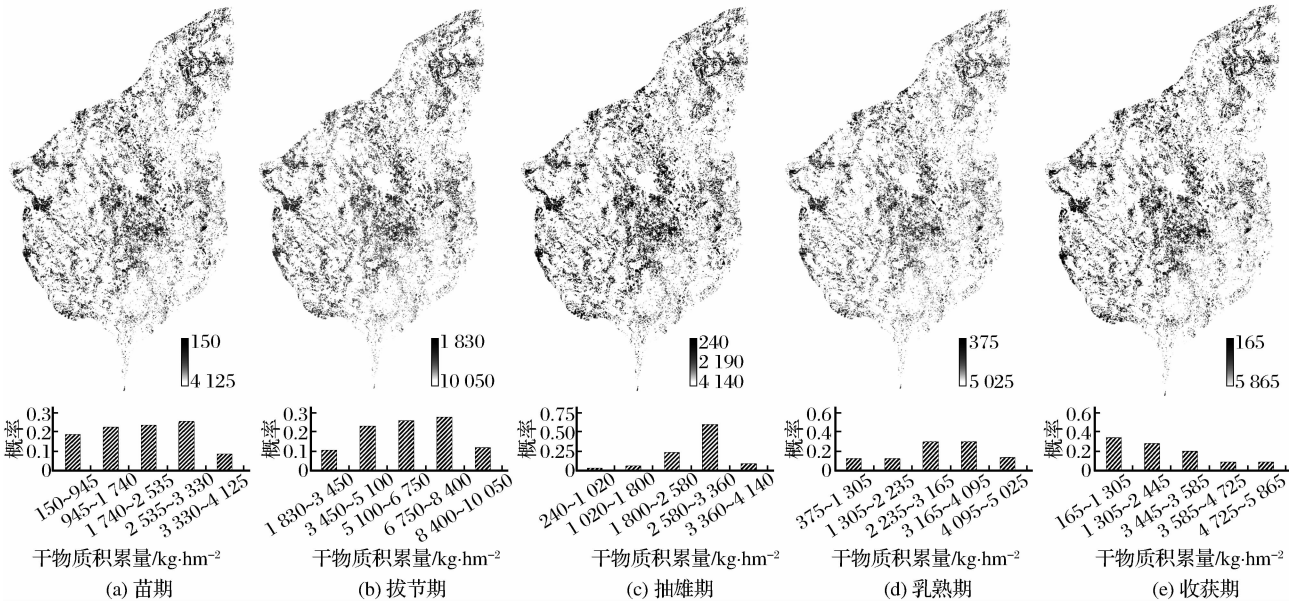 150
4 125
0.3
0.2
0.1
0
概率
150~945
945~1 740
1 740~2 535
2 535~3 330
3 330~4 125
干物质积累量/kg·hm⁻²
(a) 苗期
1 830
10 050
0.3
0.2
0.1
0
概率
1 830~3 450
3 450~5 100
5 100~6 750
6 750~8 400
8 400~10 050
干物质积累量/kg·hm⁻²
(b) 拔节期
240
2 190
4 140
0.75
0.50
0.25
0
概率
240~1 020
1 020~1 800
1 800~2 580
2 580~3 360
3 360~4 140
干物质积累量/kg·hm⁻²
(c) 抽雄期
375
5 025
0.6
0.4
0.2
0
概率
375~1 305
1 305~2 235
2 235~3 165
3 165~4 095
4 095~5 025
干物质积累量/kg·hm⁻²
(d) 乳熟期
165
5 865
0.6
0.4
0.2
0
概率
165~1 305
1 305~2 445
3 445~3 585
3 585~4 725
4 725~5 865
干物质积累量/kg·hm⁻²
(e) 收获期